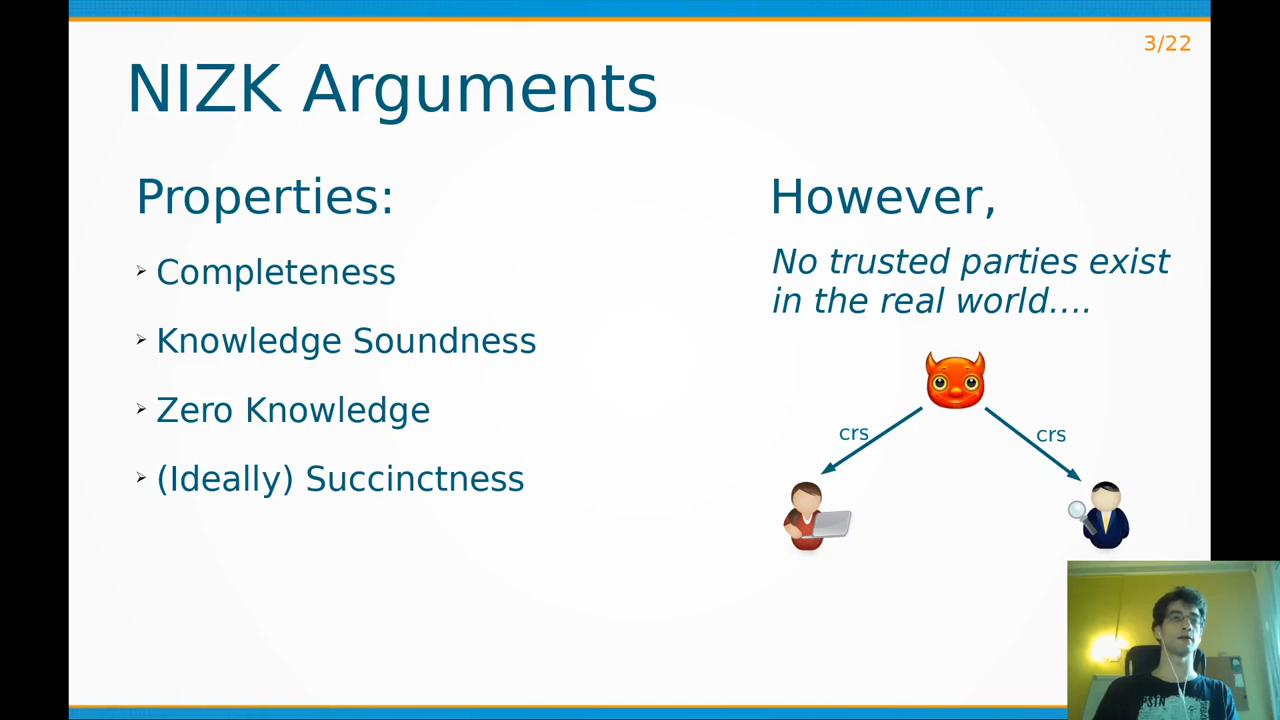 3/22
NIZK Arguments
Properties:
Completeness
Knowledge Soundness
Zero Knowledge
(Ideally) Succinctness
However,
No trusted parties exist
in the real world....
crs
crs